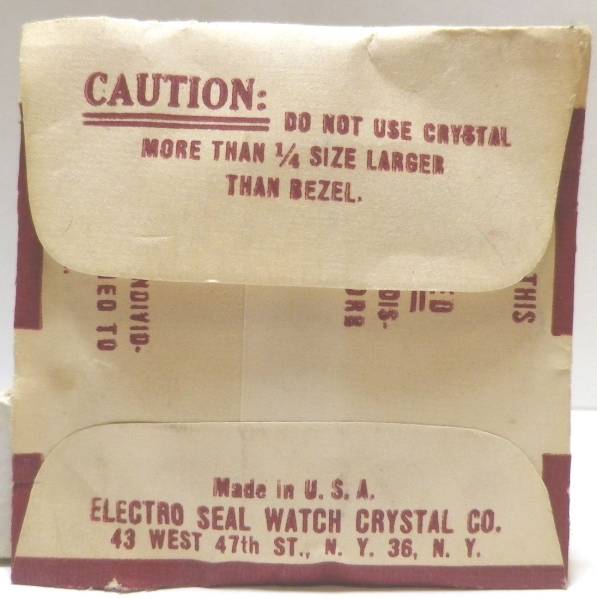 CAUTION:
DO NOT USE CRYSTAL
MORE THAN 1/4 SIZE LARGER
THAN BEZEL.
THIS
Made in U. S. A.
ELECTRO SEAL WATCH CRYSTAL CO.
43 WEST 47th ST., N. Y. 36, N. Y.